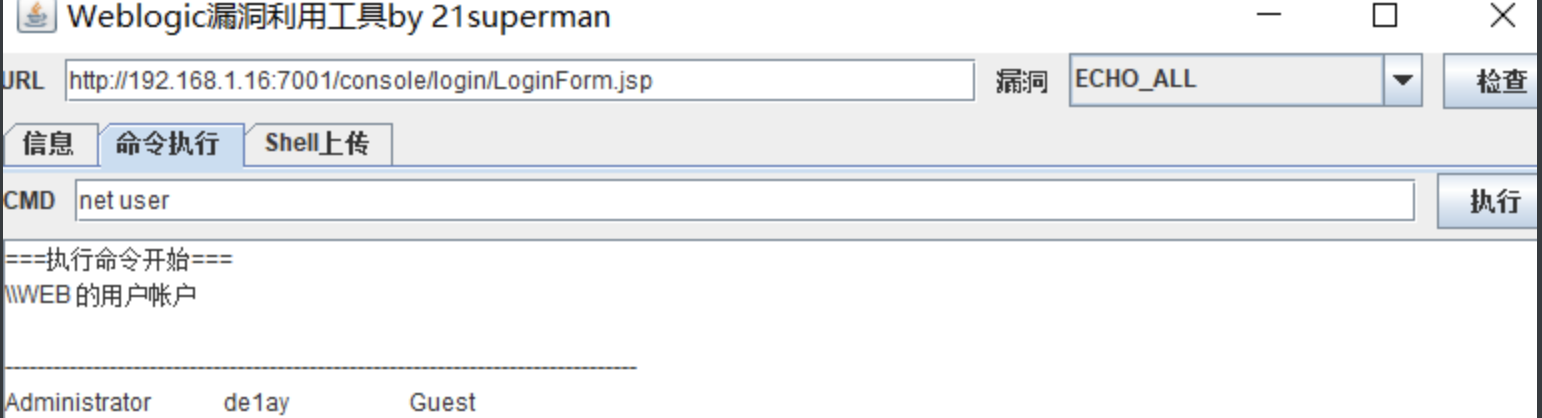 Weblogic漏洞利用工具by 21superman
URL http://192.168.1.16:7001/console/login/LoginForm.jsp 漏洞 ECHO_ALL 检查
信息 命令执行 Shell上传
CMD net user 执行
===执行命令开始===
\\WEB 的用户帐户
-------------------------------------------------------------------------------
Administrator de1ay Guest